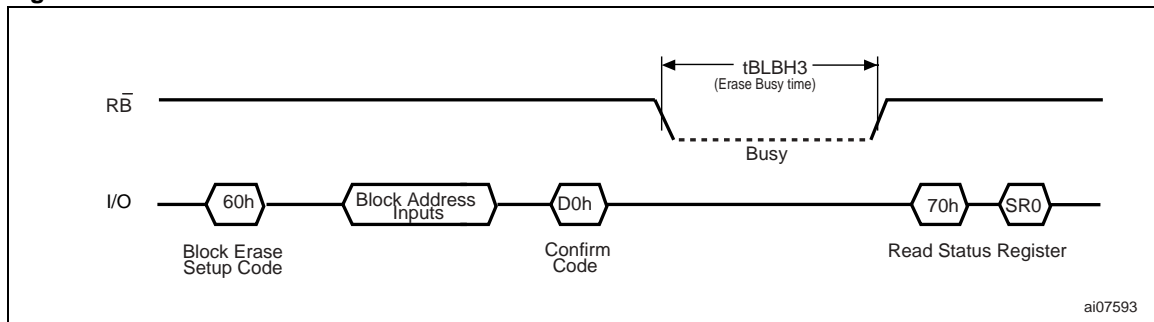 tBLBH3
(Erase Busy time)
RB̅
Busy
I/O
60h
Block Address
Inputs
D0h
70h
SR0
Block Erase
Setup Code
Confirm
Code
Read Status Register
ai07593